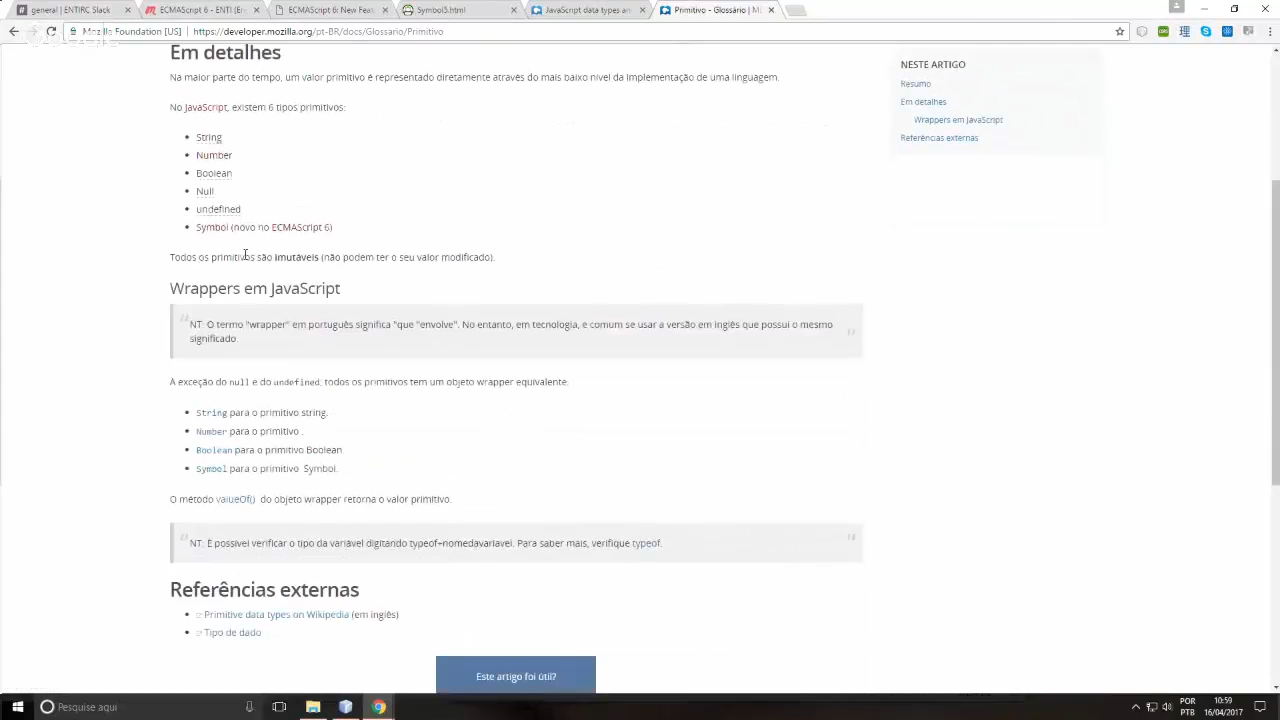 general | ENTIRC Slack
ECMAScript 6 - ENTI (En
ECMAScript 6: New Feat
Symbol5.html
JavaScript data types an
Primitivo - Glossário | M
Mozilla Foundation [US]
https://developer.mozilla.org/pt-BR/docs/Glossario/Primitivo
Em detalhes
Na maior parte do tempo, um valor primitivo é representado diretamente através do mais baixo nível da implementação de uma linguagem.
No JavaScript, existem 6 tipos primitivos:
String
Number
Boolean
Null
undefined
Symbol (novo no ECMAScript 6)
Todos os primitivos são imutáveis (não podem ter o seu valor modificado).
Wrappers em JavaScript
NT: O termo "wrapper" em português significa "que "envolve". No entanto, em tecnologia, é comum se usar a versão em inglês que possui o mesmo
significado.
À exceção do null e do undefined, todos os primitivos tem um objeto wrapper equivalente:
String para o primitivo string.
Number para o primitivo .
Boolean para o primitivo Boolean.
Symbol para o primitivo Symbol.
O método valueOf() do objeto wrapper retorna o valor primitivo.
NT. É possível verificar o tipo da variável digitando typeof+nomedavariavel. Para saber mais, verifique typeof.
Referências externas
Primitive data types on Wikipedia (em inglês)
Tipo de dado
Este artigo foi útil?
NESTE ARTIGO
Resumo
Em detalhes
Wrappers em JavaScript
Referências externas
Pesquise aqui
POR
PTB
10:59
16/04/2017